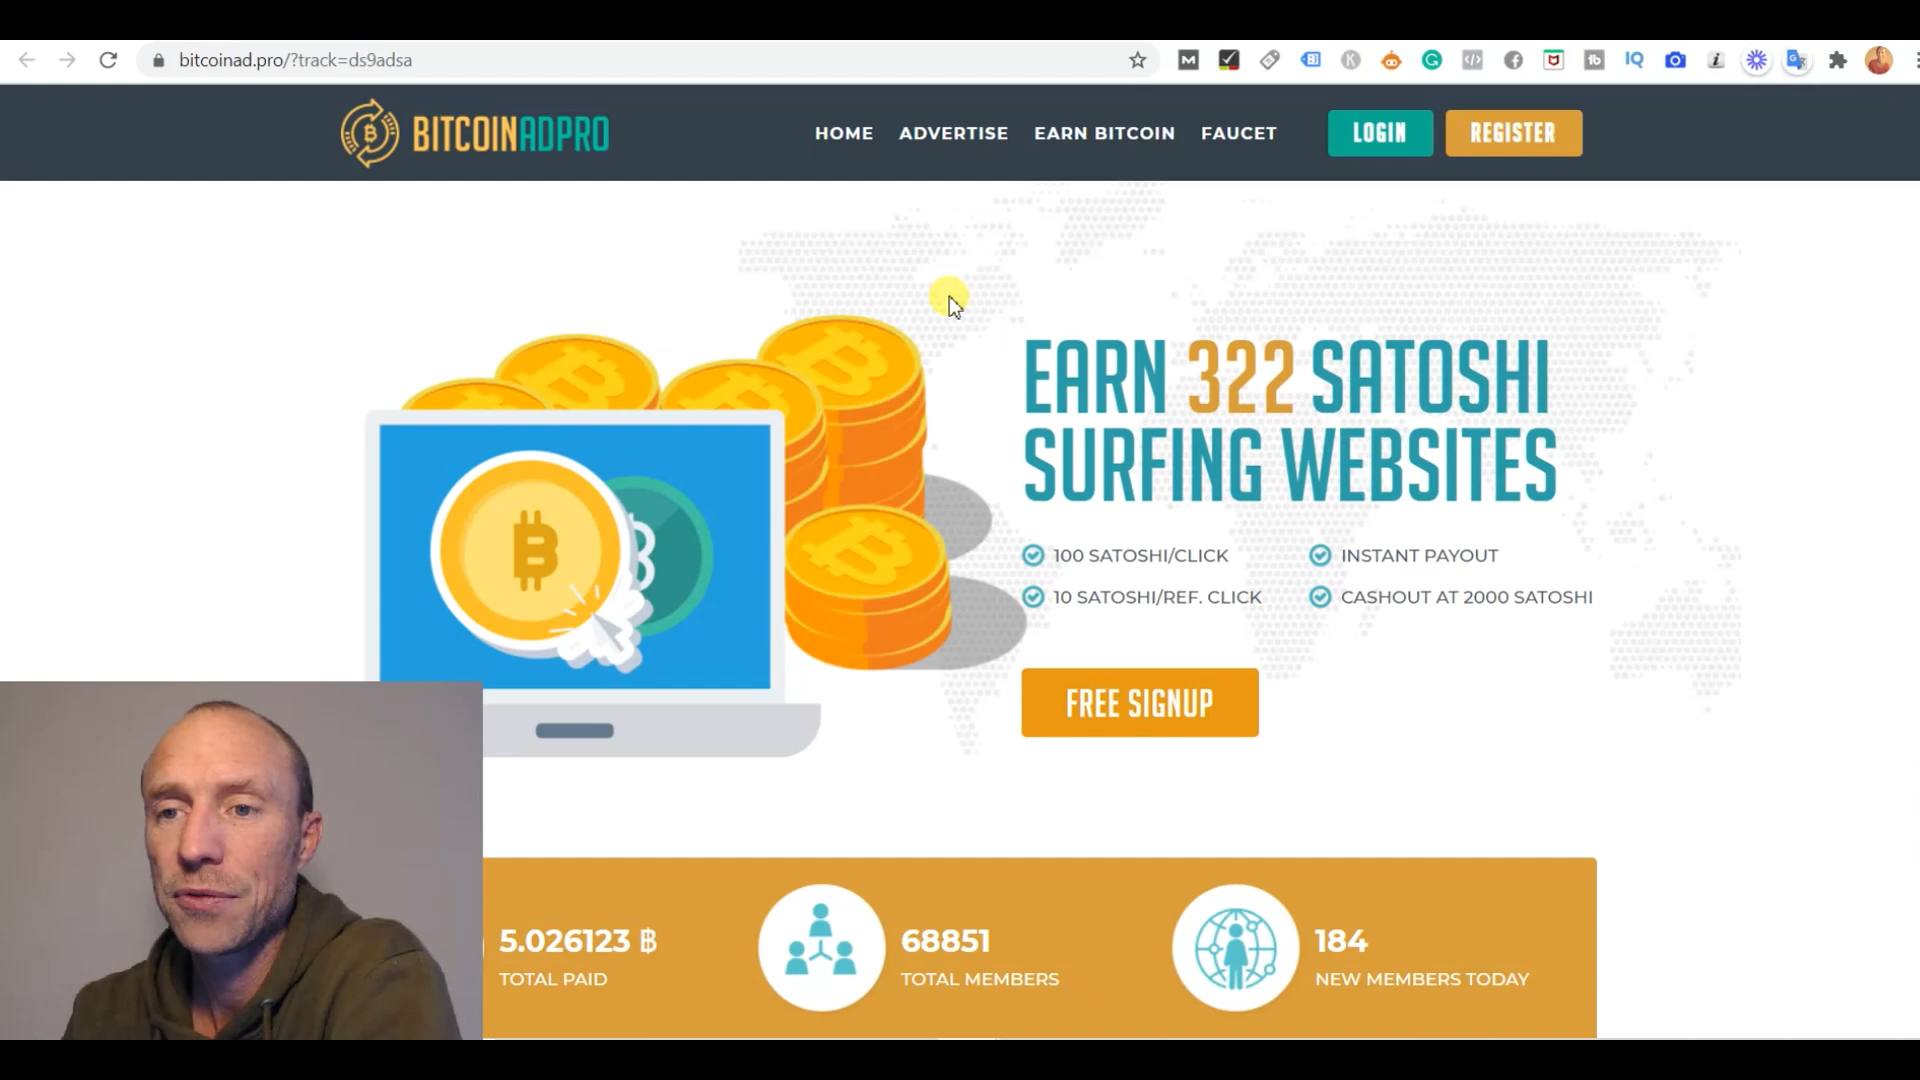 bitcoinad.pro/?track=ds9adsa
BITCOINADPRO
HOME
ADVERTISE
EARN BITCOIN
FAUCET
LOGIN
REGISTER
EARN 322 SATOSHI
SURFING WEBSITES
100 SATOSHI/CLICK
INSTANT PAYOUT
10 SATOSHI/REF. CLICK
CASHOUT AT 2000 SATOSHI
FREE SIGNUP
5.026123 ฿
TOTAL PAID
68851
TOTAL MEMBERS
184
NEW MEMBERS TODAY